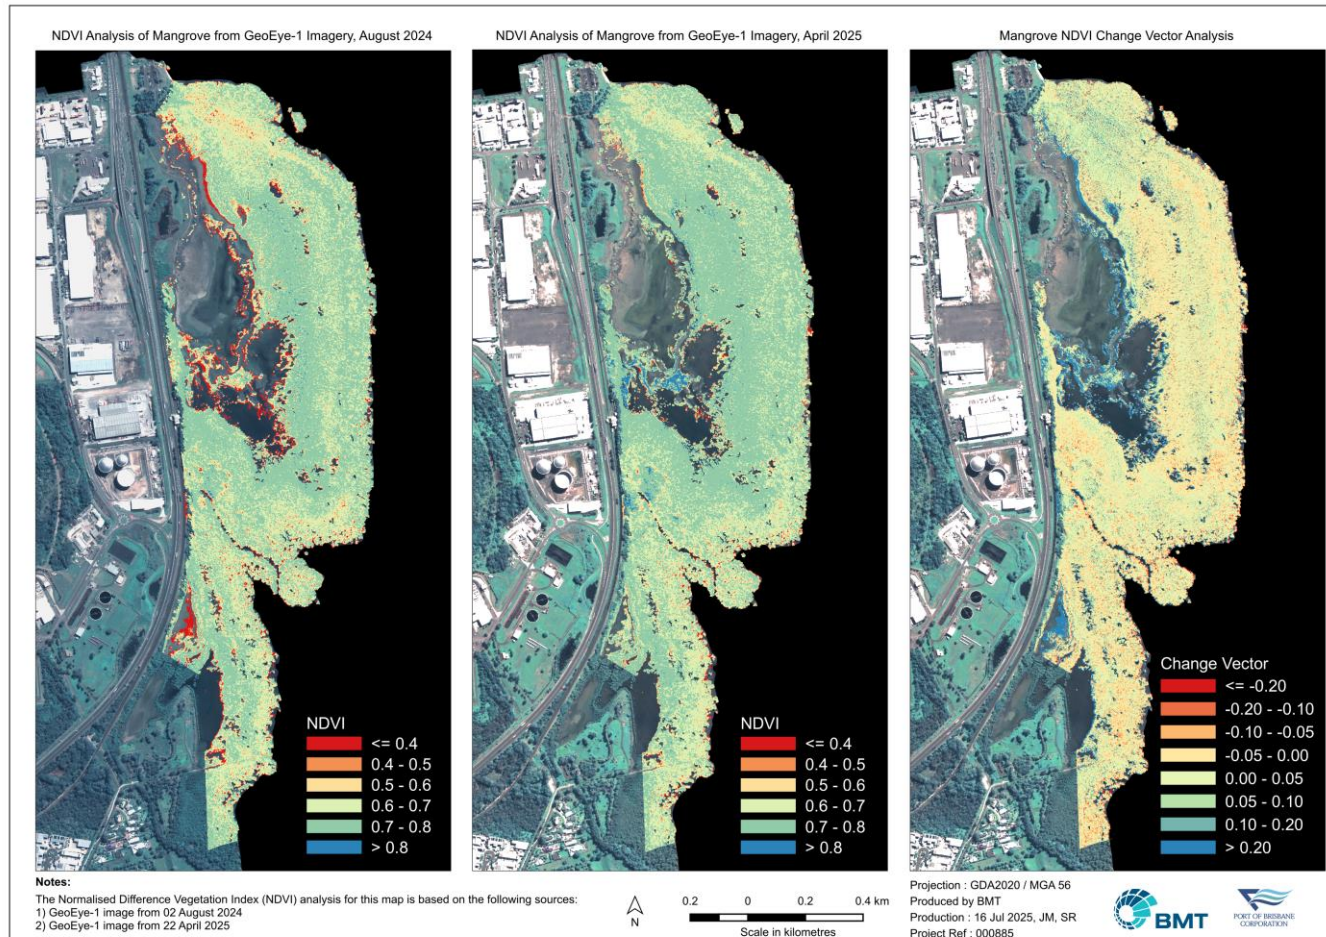 NDVI Analysis of Mangrove from GeoEye-1 Imagery, August 2024
NDVI Analysis of Mangrove from GeoEye-1 Imagery, April 2025
Mangrove NDVI Change Vector Analysis
NDVI
<= 0.4
0.4 - 0.5
0.5 - 0.6
0.6 - 0.7
0.7 - 0.8
> 0.8
NDVI
<= 0.4
0.4 - 0.5
0.5 - 0.6
0.6 - 0.7
0.7 - 0.8
> 0.8
Change Vector
<= -0.20
-0.20 - -0.10
-0.10 - -0.05
-0.05 - 0.00
0.00 - 0.05
0.05 - 0.10
0.10 - 0.20
> 0.20
Notes:
The Normalised Difference Vegetation Index (NDVI) analysis for this map is based on the following sources:
1) GeoEye-1 image from 02 August 2024
2) GeoEye-1 image from 22 April 2025
N
0.2 0 0.2 0.4 km
Scale in kilometres
Projection : GDA2020 / MGA 56
Produced by BMT
Production : 16 Jul 2025, JM, SR
Project Ref : 000885
BMT
PORT OF BRISBANE
CORPORATION